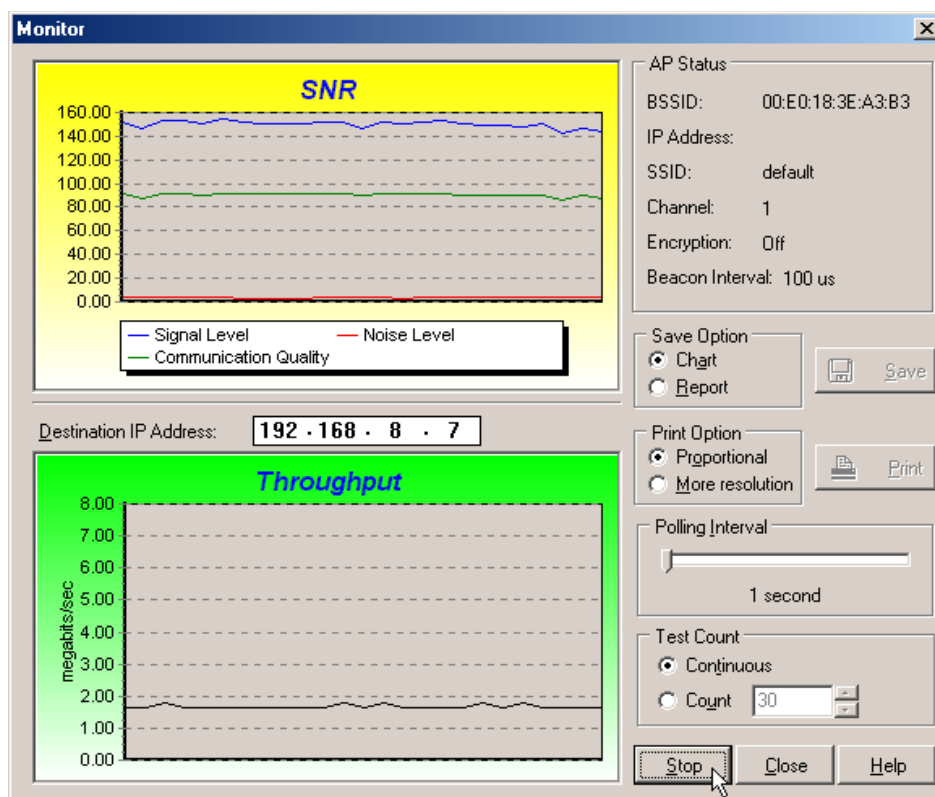 Monitor
SNR
160.00
140.00
120.00
100.00
80.00
60.00
40.00
20.00
0.00
Signal Level
Noise Level
Communication Quality
Destination IP Address: 192 . 168 . 8 . 7
Throughput
megabits/sec
8.00
7.00
6.00
5.00
4.00
3.00
2.00
1.00
0.00
AP Status
BSSID: 00:E0:18:3E:A3:B3
IP Address:
SSID: default
Channel: 1
Encryption: Off
Beacon Interval: 100 us
Save Option
Chart
Report
Save
Print Option
Proportional
More resolution
Print
Polling Interval
1 second
Test Count
Continuous
Count 30
Stop Close Help